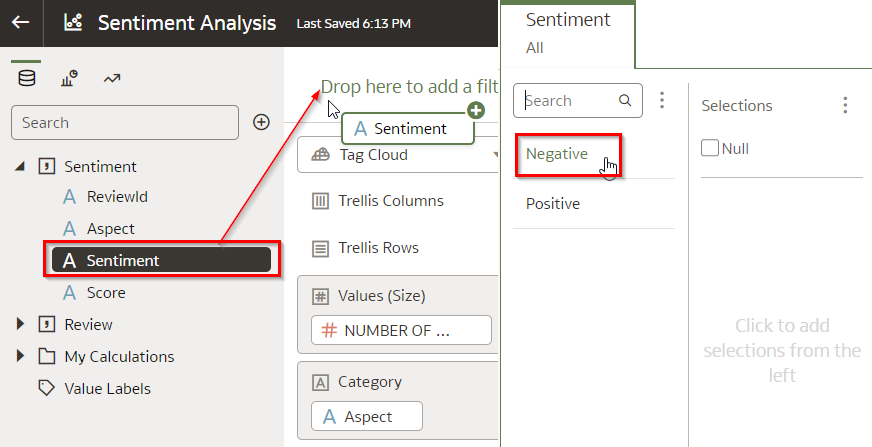 Sentiment Analysis Last Saved 6:13 PM
Search
Sentiment
A ReviewId
A Aspect
A Sentiment
A Score
Review
My Calculations
Value Labels
Drop here to add a filt
A Sentiment
Tag Cloud
Trellis Columns
Trellis Rows
# Values (Size)
# NUMBER OF ...
A Category
A Aspect
Sentiment
All
Search
Negative
Positive
Selections
Null
Click to add
selections from the
left